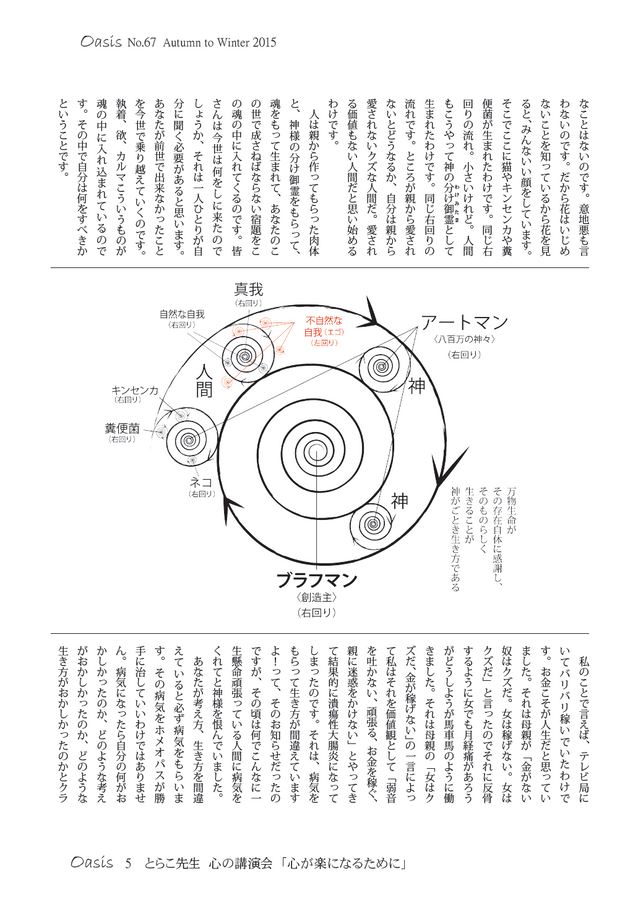 Oasis No.67 Autumn to Winter 2015
なことはないのです。意地悪も言
わないのです。だから花はいじめ
ないことを知っているから花を見
ると、みんないい顔をしています。
そこでここに猫やキンセンカや糞
便菌が生まれたわけです。同じ右
回りの流れ。小さいけれど。人間
もこうやって神の分け御霊として
わけみたま
生まれたわけです。同じ右回りの
流れです。ところが親から愛され
ないとどうなるか、自分は親から
愛されないクズな人間だ。愛され
る価値もない人間だと思い始める
わけです。
人は親から作ってもらった肉体
と、神様の分け御霊をもらって、
魂をもって生まれて、あなたのこ
の世で成さねばならない宿題をこ
の魂の中に入れてくるのです。皆
さんは今世は何をしに来たので
しょうか、それは一人ひとりが自
分に聞く必要があると思います。
あなたが前世で出来なかったこと
を今世で乗り越えていくのです。
執着、欲、カルマこういうものが
魂の中に入れ込まれているので
す。その中で自分は何をすべきか
ということです。
真我
(右回り)
自然な自我
(右回り)
不自然な
自我(エゴ)
(左回り)
アートマン
〈八百万の神々〉
(右回り)
人間
神
キンセンカ
(右回り)
糞便菌
(右回り)
ネコ
(右回り)
神
万物生命が
その存在自体に感謝し、
そのものらしく
生きることが
神がごとき生き方である
ブラフマン
〈創造主〉
(右回り)
私のことで言えば、テレビ局に
いてバリバリ稼いでいたわけで
す。お金こそが人生だと思ってい
ました。それは母親が「金がない
奴はクズだ。女は稼げない。女は
クズだ」と言ったのでそれに反骨
するように女でも月経痛があろう
がどうしようが馬車馬のように働
きました。それは母親の「女はク
ズだ、金が稼げない」の一言によっ
て私はそれを価値観として「弱音
を吐かない、頑張る、お金を稼ぐ、
親に迷惑をかけない」とやってき
て結果的に潰瘍性大腸炎になって
しまったのです。それは、病気を
もらって生き方が間違えています
よ！って、そのお知らせだったの
ですが、その頃は何でこんなに一
生懸命頑張っている人間に病気を
くれてと神様を恨んでいました。
あなたが考え方、生き方を間違
えていると必ず病気をもらいま
す。その病気をホメオパスが勝
手に治していいわけではありませ
ん。病気になったら自分の何がお
かしかったのか、どのような考え
がおかしかったのか、どのような
生き方がおかしかったのかとクラ
Oasis 5 とらこ先生 心の講演会「心が楽になるために」